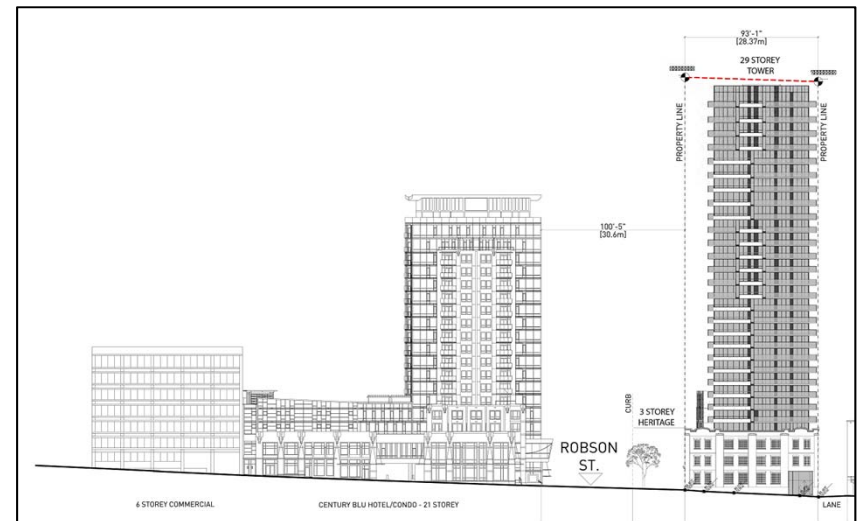 93'-1"
[28.37m]
29 STOREY
TOWER
PROPERTY LINE
PROPERTY LINE
100'-5"
[30.6m]
CURB
3 STOREY
HERITAGE
ROBSON
ST.
6 STOREY COMMERCIAL
CENTURY BLU HOTEL/CONDO - 21 STOREY
LANE